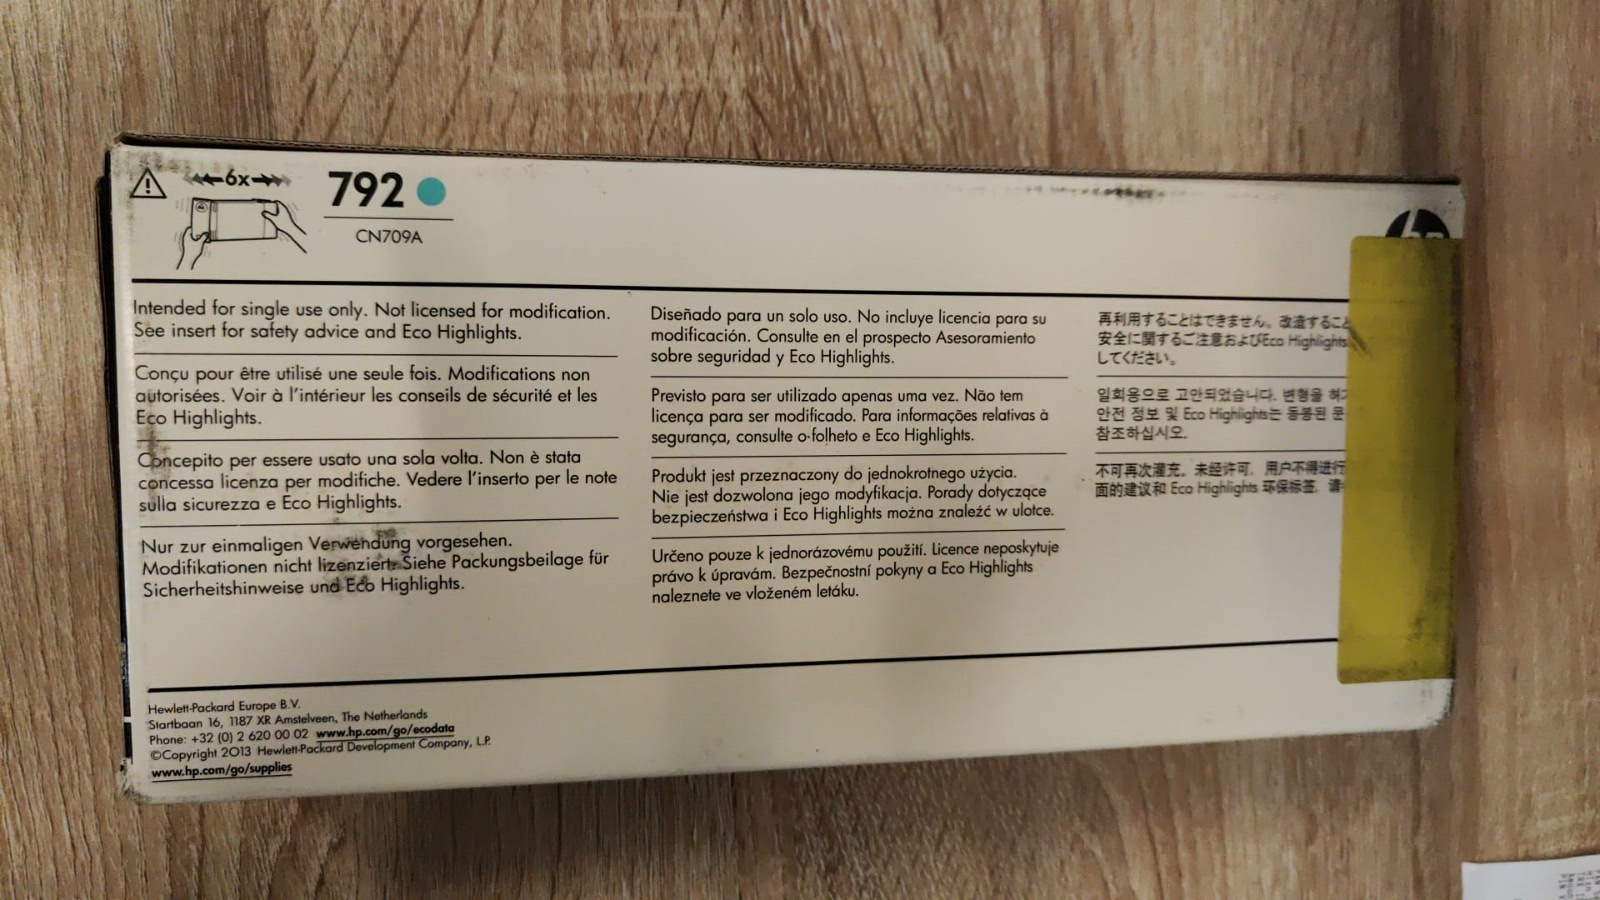 6x
792
CN709A
Intended for single use only. Not licensed for modification.
See insert for safety advice and Eco Highlights.
Conçu pour être utilisé une seule fois. Modifications non
autorisées. Voir à l'intérieur les conseils de sécurité et les
Eco Highlights.
Concepito per essere usato una sola volta. Non è stata
concessa licenza per modifiche. Vedere l'inserto per le note
sulla sicurezza e Eco Highlights.
Nur zur einmaligen Verwendung vorgesehen.
Modifikationen nicht lizenziert. Siehe Packungsbeilage für
Sicherheitshinweise und Eco Highlights.
Diseñado para un solo uso. No incluye licencia para su
modificación. Consulte en el prospecto Asesoramiento
sobre seguridad y Eco Highlights.
Previsto para ser utilizado apenas uma vez. Não tem
licença para ser modificado. Para informações relativas à
segurança, consulte o folheto e Eco Highlights.
Produkt jest przeznaczony do jednokrotnego użycia.
Nie jest dozwolona jego modyfikacja. Porady dotyczące
bezpieczeństwa i Eco Highlights można znaleźć w ulotce.
Určeno pouze k jednorázovému použití. Licence neposkytuje
právo k úpravám. Bezpečnostní pokyny a Eco Highlights
naleznete ve vloženém letáku.
再利用することはできません。改造すること
安全に関するご注意およびEco Highlights
してください。
일회용으로 고안되었습니다. 변형을 허가
안전 정보 및 Eco Highlights는 동봉된 문
참조하십시오.
不可再次灌充。未经许可，用户不得进行
面的建议和 Eco Highlights 环保标签，请
Hewlett-Packard Europe B.V.
Startbaan 16, 1187 XR Amstelveen, The Netherlands
Phone: +32 (0) 2 620 00 02 www.hp.com/go/ecodata
©Copyright 2013 Hewlett-Packard Development Company, L.P.
www.hp.com/go/supplies